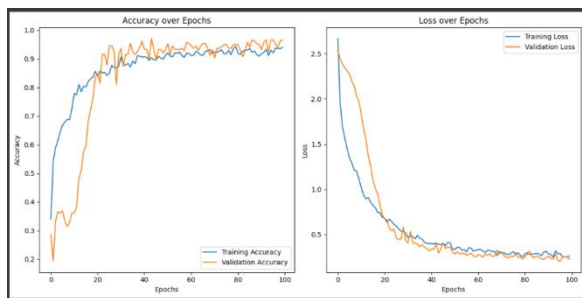 Accuracy over Epochs
1.0
0.9
0.8
0.7
0.6
0.5
0.4
0.3
0.2
Accuracy
0
20
40
60
80
100
Epochs
Training Accuracy
Validation Accuracy
Loss over Epochs
2.5
2.0
1.5
1.0
0.5
Loss
0
20
40
60
80
100
Epochs
Training Loss
Validation Loss